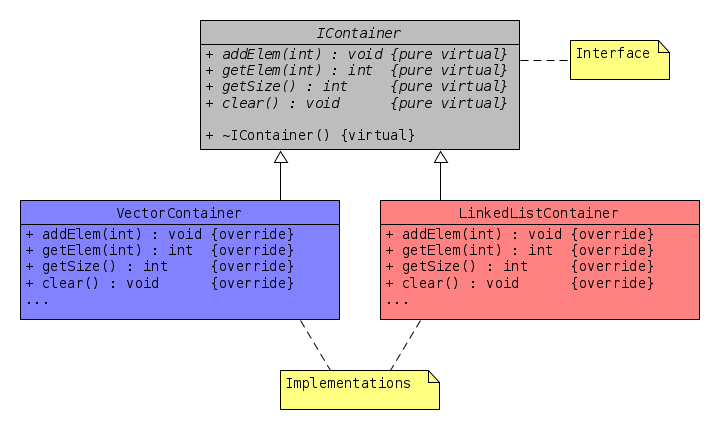 IContainer
+ addElem(int) : void {pure virtual}
+ getElem(int) : int  {pure virtual}
+ getSize() : int     {pure virtual}
+ clear() : void      {pure virtual}
+ ~IContainer() {virtual}
Interface
VectorContainer
+ addElem(int) : void {override}
+ getElem(int) : int  {override}
+ getSize() : int     {override}
+ clear() : void      {override}
...
LinkedListContainer
+ addElem(int) : void {override}
+ getElem(int) : int  {override}
+ getSize() : int     {override}
+ clear() : void      {override}
...
Implementations